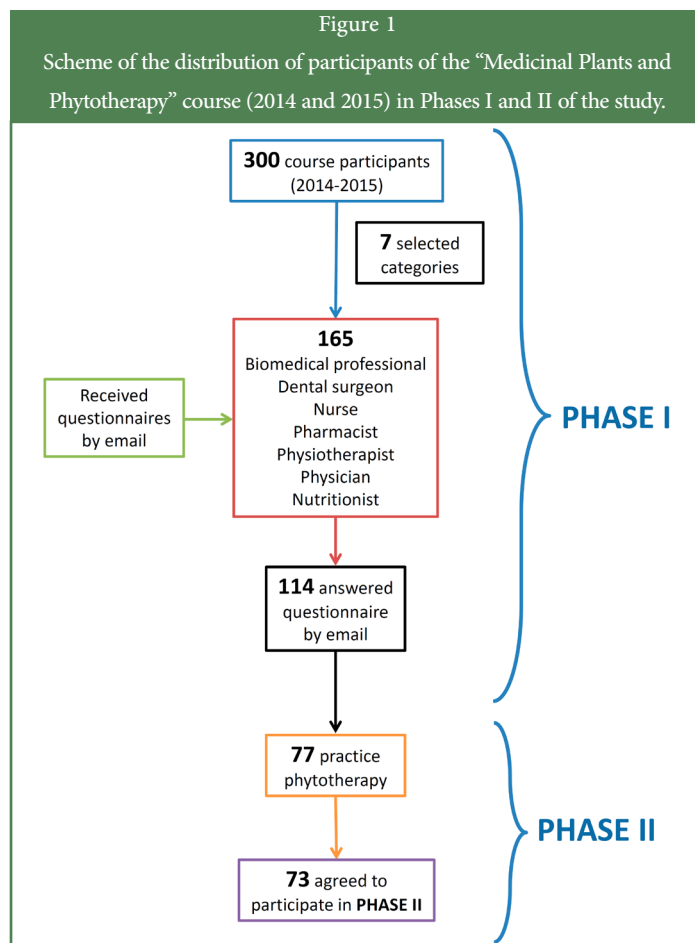 Figure 1
Scheme of the distribution of participants of the “Medicinal Plants and
Phytotherapy” course (2014 and 2015) in Phases I and II of the study.
300 course participants
(2014-2015)
7 selected
categories
165
Biomedical professional
Dental surgeon
Nurse
Pharmacist
Physiotherapist
Physician
Nutritionist
Received
questionnaires
by email
PHASE I
114 answered
questionnaire
by email
77 practice
phytotherapy
PHASE II
73 agreed to
participate in PHASE II